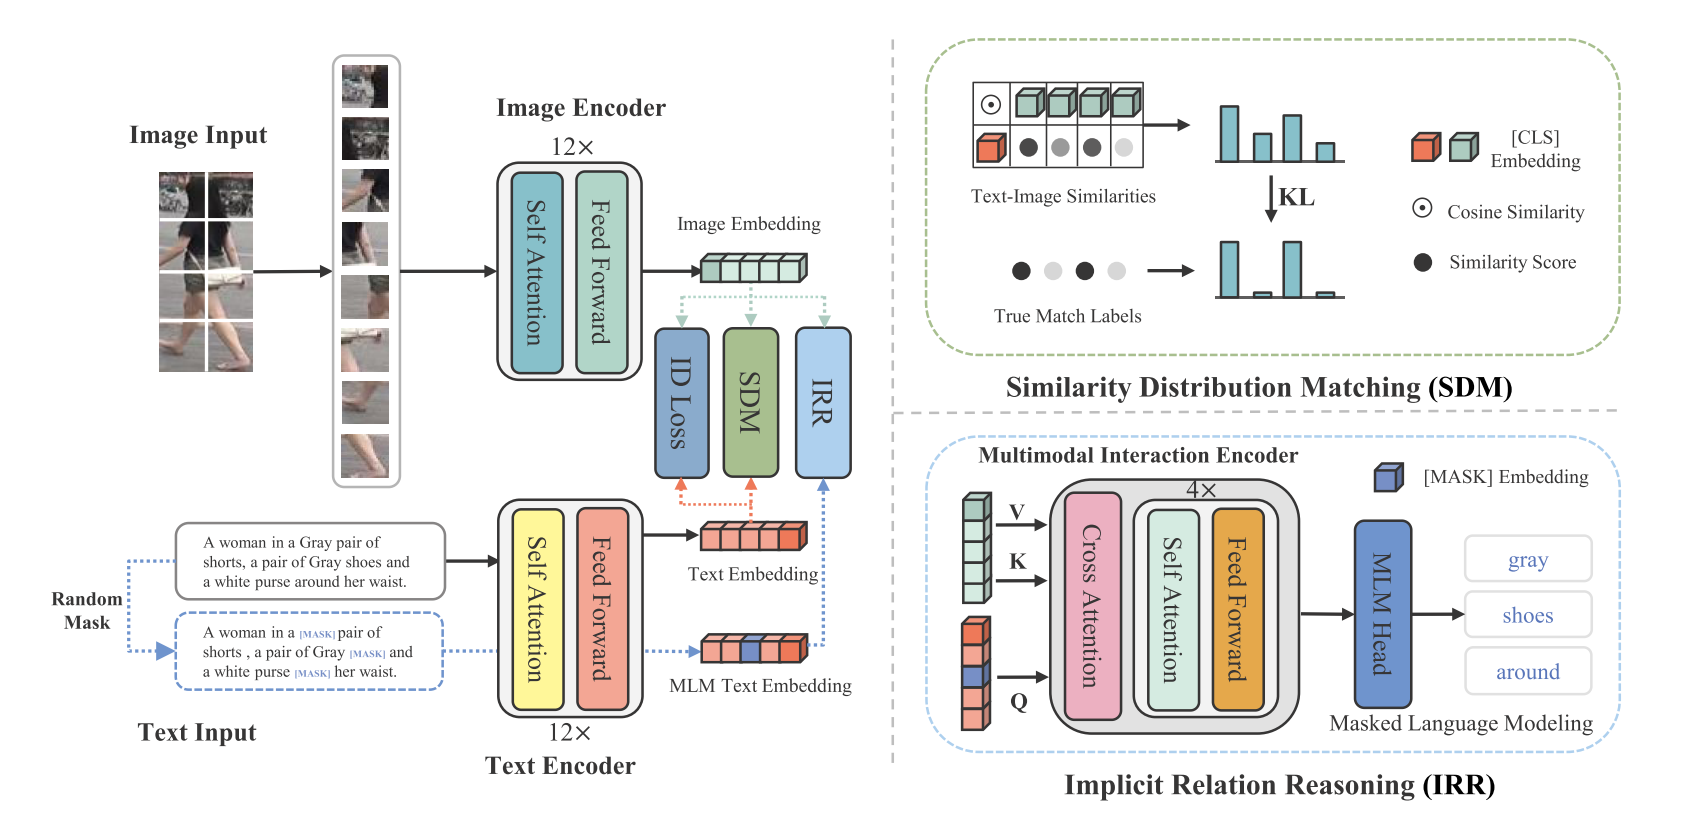 Image Input
Image Encoder
12×
Self Attention
Feed Forward
Image Embedding
ID Loss
SDM
IRR
A woman in a Gray pair of
shorts, a pair of Gray shoes and
a white purse around her waist.
Random
Mask
A woman in a [MASK] pair of
shorts , a pair of Gray [MASK] and
a white purse [MASK] her waist.
Text Input
Self Attention
Feed Forward
12×
Text Encoder
Text Embedding
MLM Text Embedding
Text-Image Similarities
KL
True Match Labels
[CLS]
Embedding
Cosine Similarity
Similarity Score
Similarity Distribution Matching (SDM)
Multimodal Interaction Encoder
4×
V
K
Q
Cross Attention
Self Attention
Feed Forward
[MASK] Embedding
MLM Head
gray
shoes
around
Masked Language Modeling
Implicit Relation Reasoning (IRR)